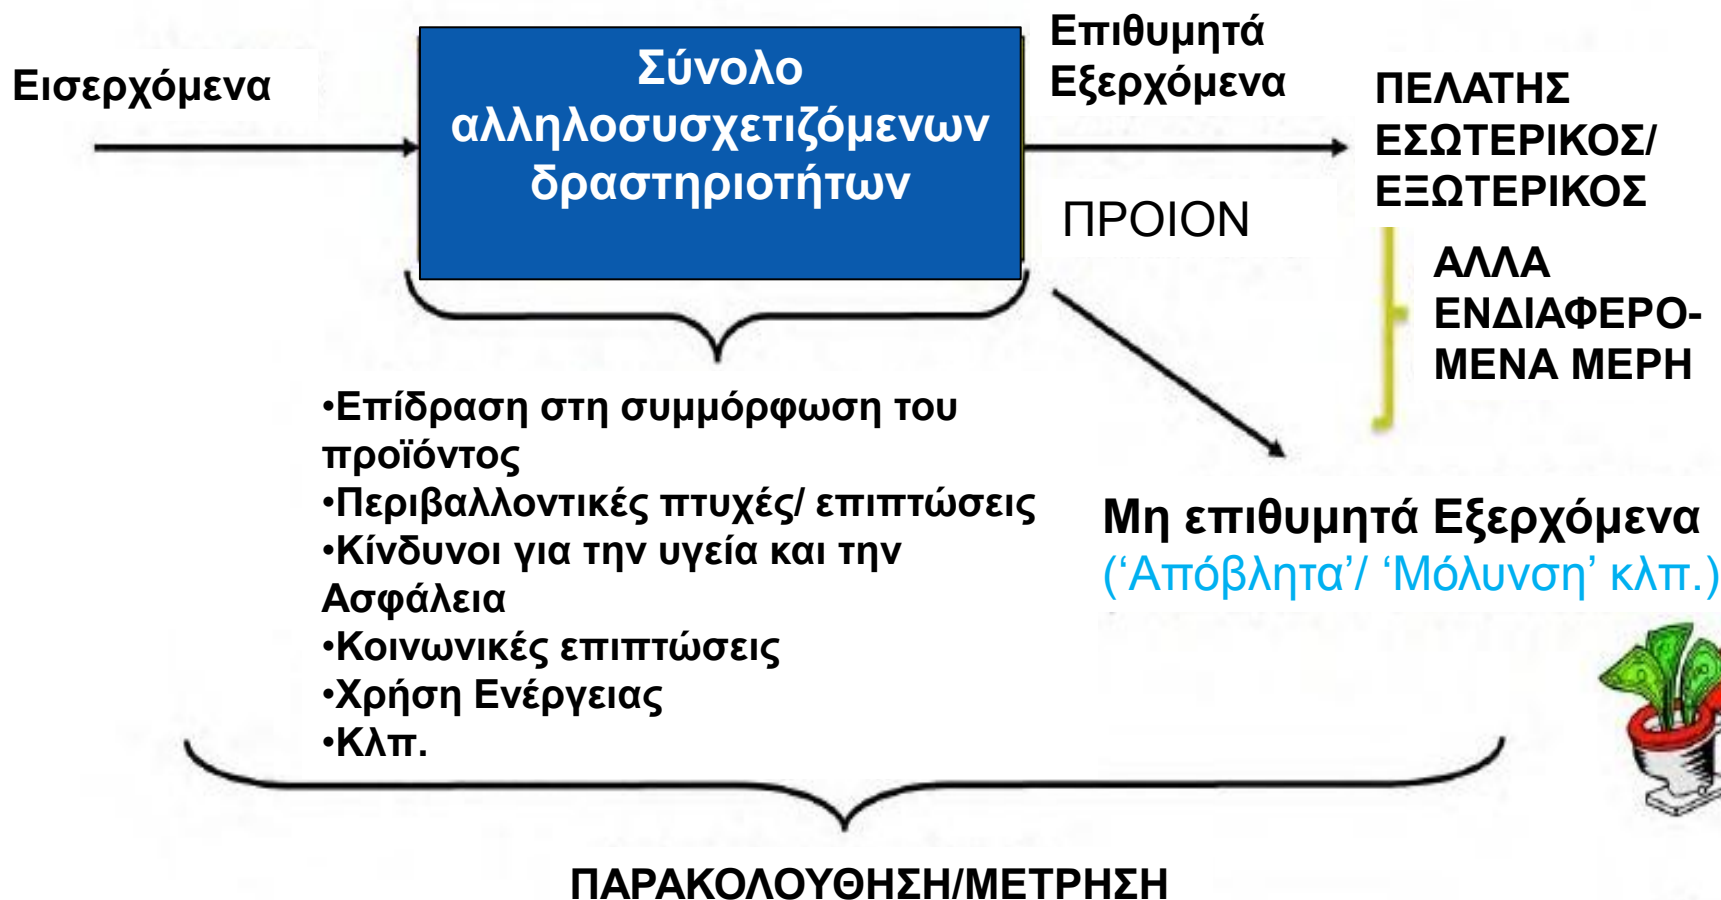 Εισερχόμενα
Σύνολο
αλληλοσυσχετιζόμενων
δραστηριοτήτων
Επιθυμητά
Εξερχόμενα
ΠΡΟΙΟΝ
ΠΕΛΑΤΗΣ
ΕΣΩΤΕΡΙΚΟΣ/
ΕΞΩΤΕΡΙΚΟΣ
ΑΛΛΑ
ΕΝΔΙΑΦΕΡΟ-
ΜΕΝΑ ΜΕΡΗ
•Επίδραση στη συμμόρφωση του
προϊόντος
•Περιβαλλοντικές πτυχές/ επιπτώσεις
•Κίνδυνοι για την υγεία και την
Ασφάλεια
•Κοινωνικές επιπτώσεις
•Χρήση Ενέργειας
•Κλπ.
Μη επιθυμητά Εξερχόμενα
(‘Απόβλητα’/ ‘Μόλυνση’ κλπ.)
ΠΑΡΑΚΟΛΟΥΘΗΣΗ/ΜΕΤΡΗΣΗ